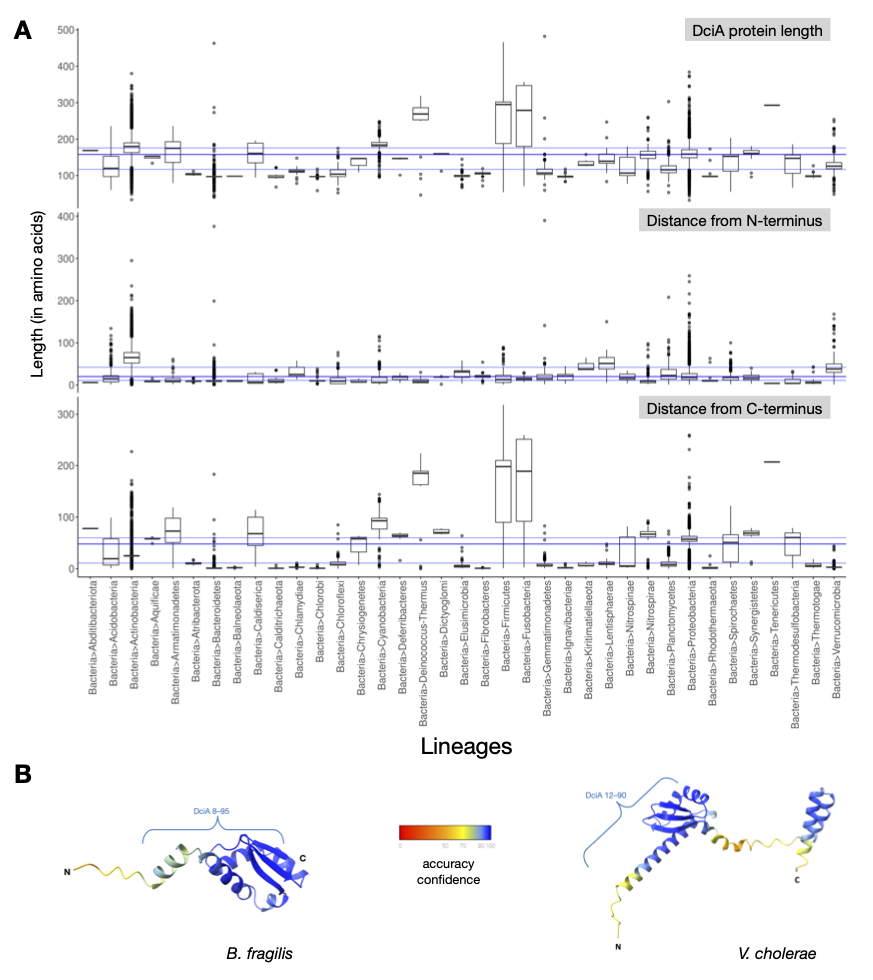 A
DciA protein length
500
400
300
200
100
Distance from N-terminus
400
300
200
100
0
Distance from C-terminus
300
200
100
0
Length (in amino acids)
Bacteria>Abditibacteriota
Bacteria>Acidobacteria
Bacteria>Actinobacteria
Bacteria>Aquificae
Bacteria>Armatimonadetes
Bacteria>Atribacterota
Bacteria>Bacteroidetes
Bacteria>Balneolaeota
Bacteria>Caldiserica
Bacteria>Calditrichaeota
Bacteria>Chlamydiae
Bacteria>Chlorobi
Bacteria>Chloroflexi
Bacteria>Chrysiogenetes
Bacteria>Cyanobacteria
Bacteria>Deferribacteres
Bacteria>Deinococcus-Thermus
Bacteria>Dictyoglomi
Bacteria>Elusimicrobia
Bacteria>Fibrobacteres
Bacteria>Firmicutes
Bacteria>Fusobacteria
Bacteria>Gemmatimonadetes
Bacteria>Ignavibacteriae
Bacteria>Kiritimatiellaeota
Bacteria>Lentisphaerae
Bacteria>Nitrospinae
Bacteria>Nitrospirae
Bacteria>Planctomycetes
Bacteria>Proteobacteria
Bacteria>Rhodothermaeota
Bacteria>Spirochaetes
Bacteria>Synergistetes
Bacteria>Tenericutes
Bacteria>Thermodesulfobacteria
Bacteria>Thermotogae
Bacteria>Verrucomicrobia
Lineages
B
DciA 8–95
N
C
B. fragilis
0 50 70 90 100
accuracy
confidence
DciA 12–90
N
C
V. cholerae